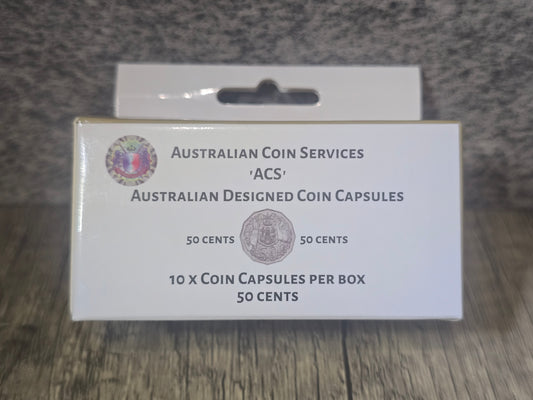 Australian Coin Services
'ACS'
Australian Designed Coin Capsules
50 cents 50 cents
10 x Coin Capsules per box
50 cents